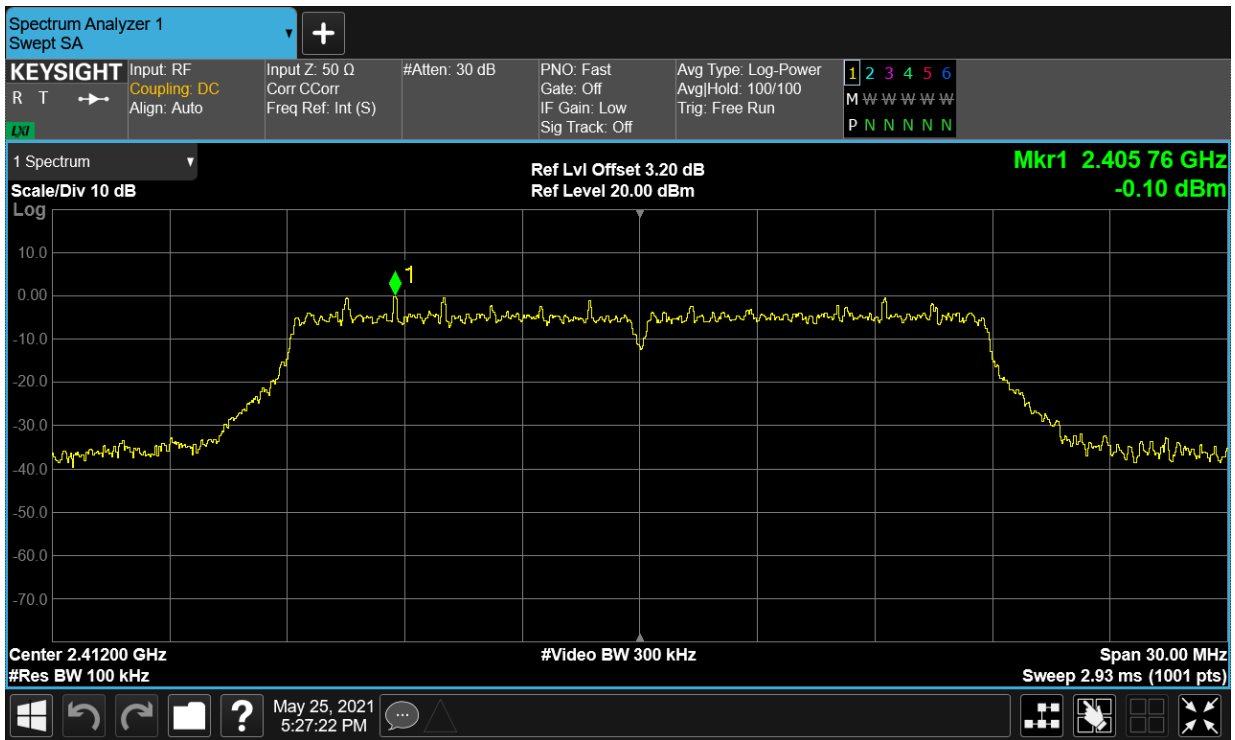 Spectrum Analyzer 1
Swept SA
KEYSIGHT
R T
LXI
Input: RF
Coupling: DC
Align: Auto
Input Z: 50 Ω
Corr CCorr
Freq Ref: Int (S)
#Atten: 30 dB
PNO: Fast
Gate: Off
IF Gain: Low
Sig Track: Off
Avg Type: Log-Power
Avg|Hold: 100/100
Trig: Free Run
1 2 3 4 5 6
M W W W W W
P N N N N N
1 Spectrum
Scale/Div 10 dB
Log
Ref Lvl Offset 3.20 dB
Ref Level 20.00 dBm
Mkr1 2.405 76 GHz
-0.10 dBm
1
10.0
0.00
-10.0
-20.0
-30.0
-40.0
-50.0
-60.0
-70.0
Center 2.41200 GHz
#Res BW 100 kHz
#Video BW 300 kHz
Span 30.00 MHz
Sweep 2.93 ms (1001 pts)
?
May 25, 2021
5:27:22 PM